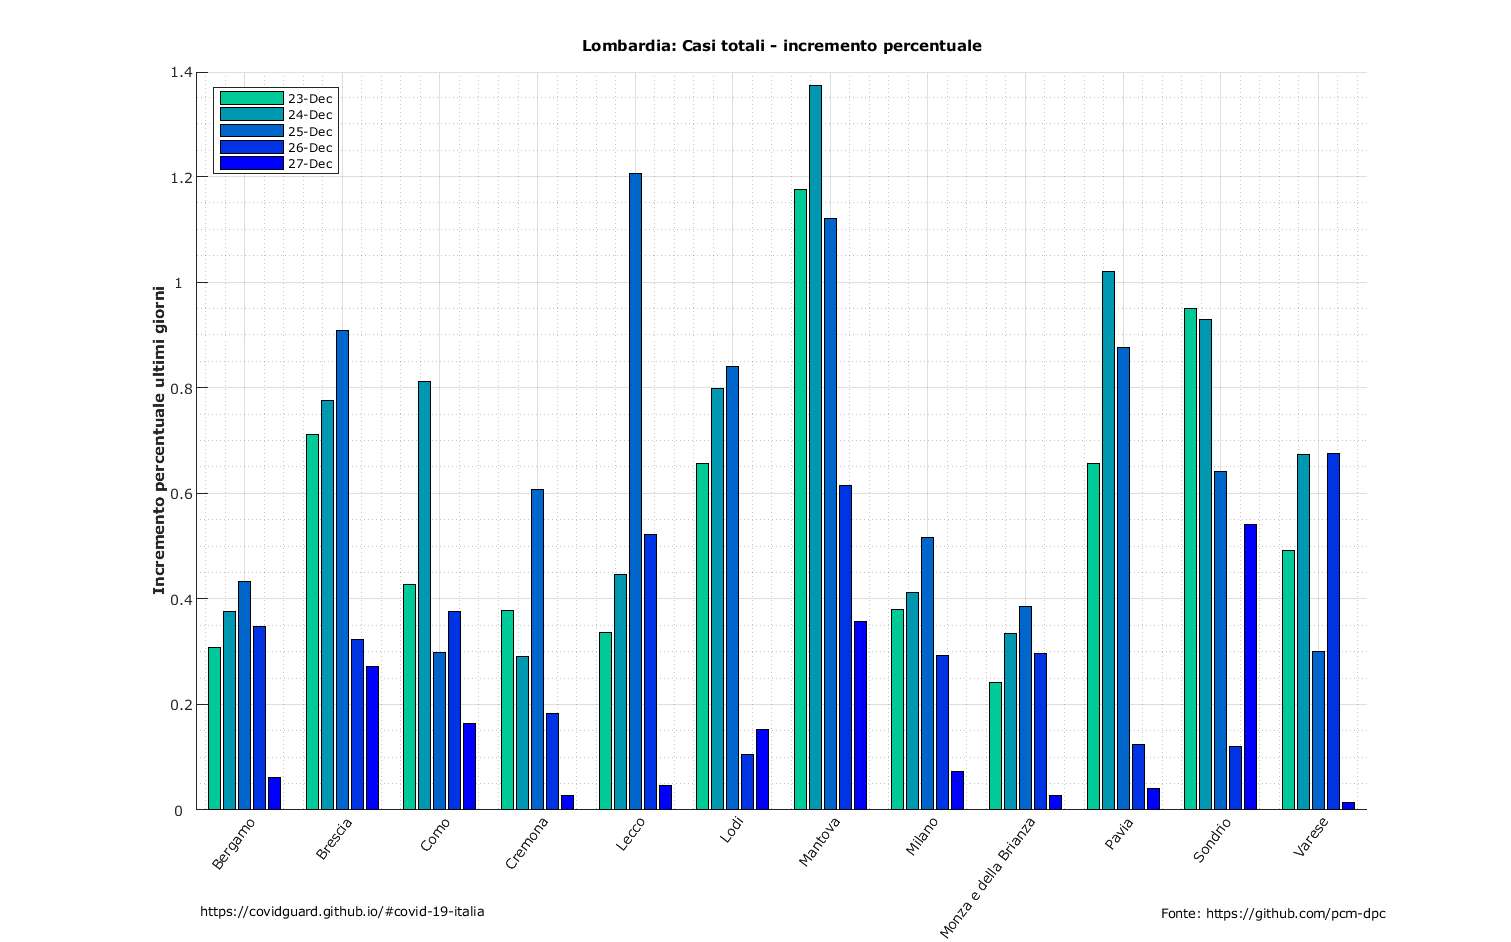 Lombardia: Casi totali - incremento percentuale
1.4
1.2
1
0.8
0.6
0.4
0.2
0
Incremento percentuale ultimi giorni
23-Dec
24-Dec
25-Dec
26-Dec
27-Dec
Bergamo
Brescia
Como
Cremona
Lecco
Lodi
Mantova
Milano
Monza e della Brianza
Pavia
Sondrio
Varese
https://covidguard.github.io/#covid-19-italia
Fonte: https://github.com/pcm-dpc